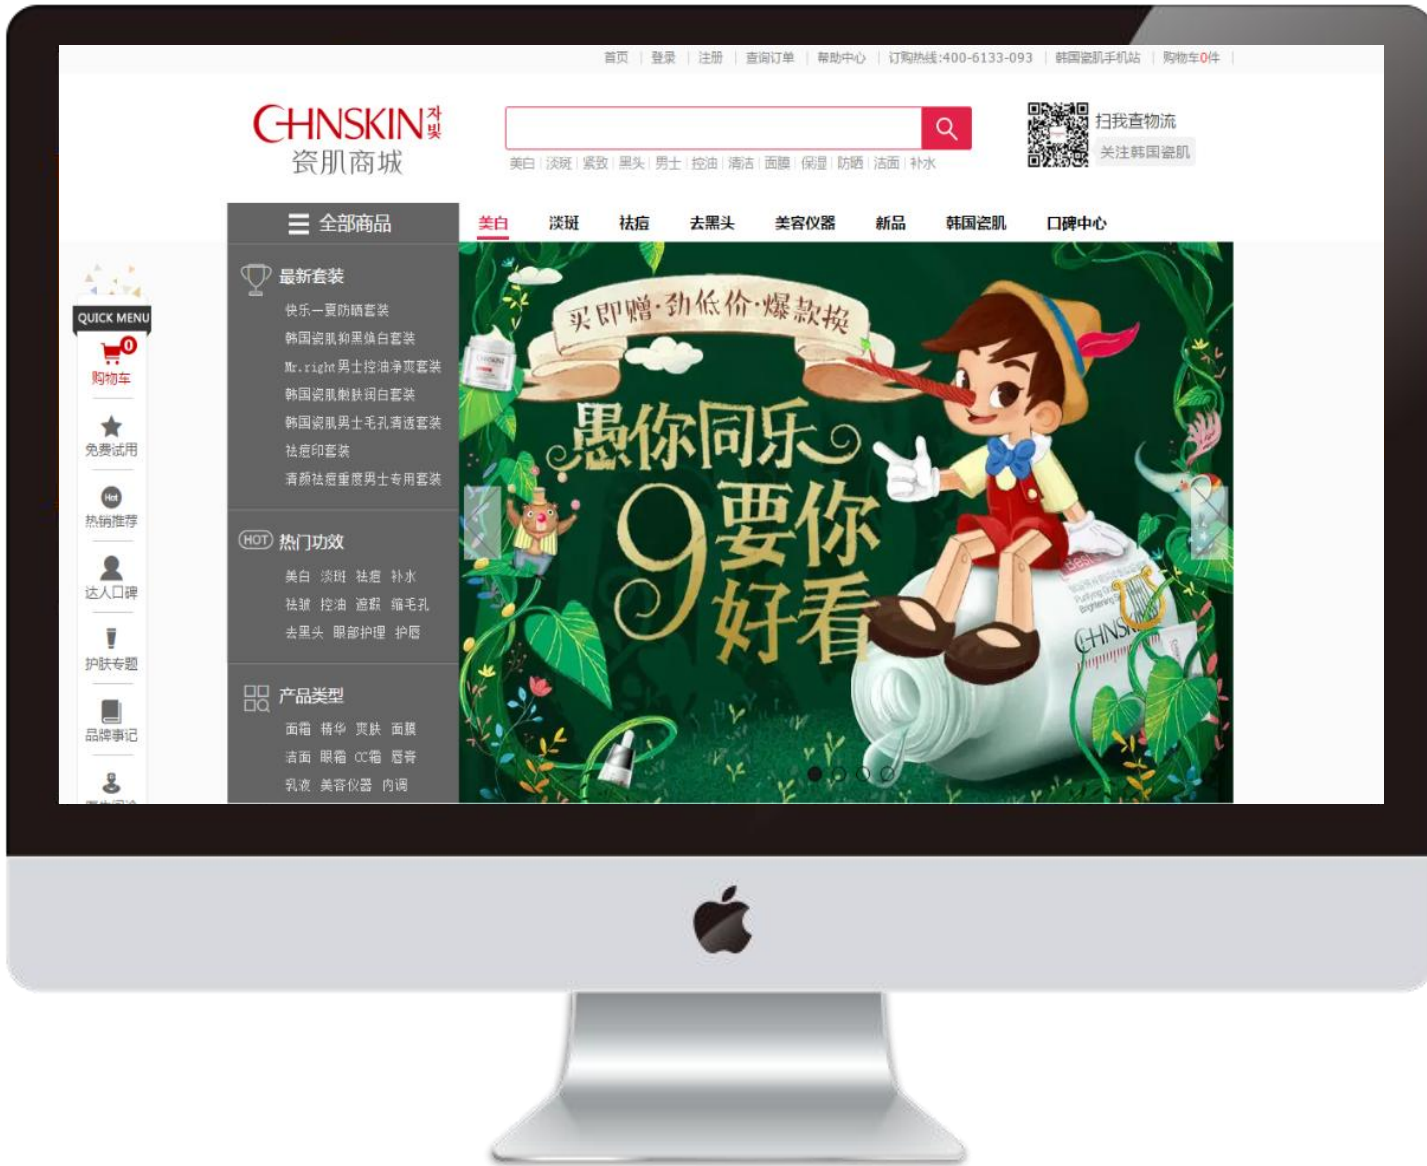 首页 | 登录 | 注册 | 查询订单 | 帮助中心 | 订购热线:400-6133-093 | 韩国瓷肌手机站 | 购物车0件 |
CHNSKIN자빛
瓷肌商城
美白 | 淡斑 | 紧致 | 黑头 | 男士 | 控油 | 清洁 | 面膜 | 保湿 | 防晒 | 洁面 | 补水
扫我查物流
关注韩国瓷肌
全部商品
美白 淡斑 祛痘 去黑头 美容仪器 新品 韩国瓷肌 口碑中心
QUICK MENU
0
购物车
免费试用
Hot
热销推荐
达人口碑
护肤专题
品牌事记
最新套装
快乐一夏防晒套装
韩国瓷肌抑黑焕白套装
Mr.right男士控油净爽套装
韩国瓷肌嫩肤润白套装
韩国瓷肌男士毛孔清透套装
祛痘印套装
清颜祛痘重度男士专用套装
HOT 热门功效
美白 淡斑 祛痘 补水
祛皱 控油 遮瑕 缩毛孔
去黑头 眼部护理 护唇
产品类型
面霜 精华 爽肤 面膜
洁面 眼霜 CC霜 唇膏
乳液 美容仪器 内调
买即赠·劲低价·爆款换
愚你同乐
9要你
好看
CHNSKIN